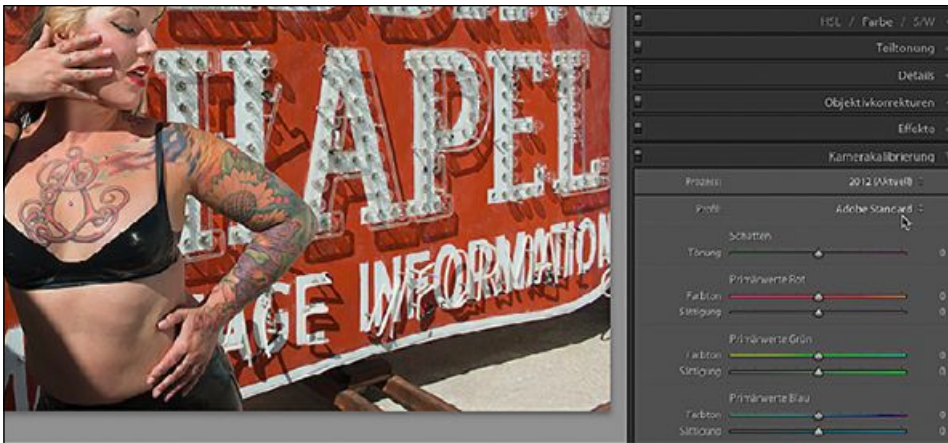 HAPEL
AGE INFORMATION
HSL / Farbe / S/W
Teiltonung
Details
Objektivkorrekturen
Effekte
Kamerakalibrierung
Prozess: 2012 (Aktuell)
Profil: Adobe Standard
Schatten
Tönung 0
Primärwerte Rot
Farbton 0
Sättigung 0
Primärwerte Grün
Farbton 0
Sättigung 0
Primärwerte Blau
Farbton 0
Sättigung 0